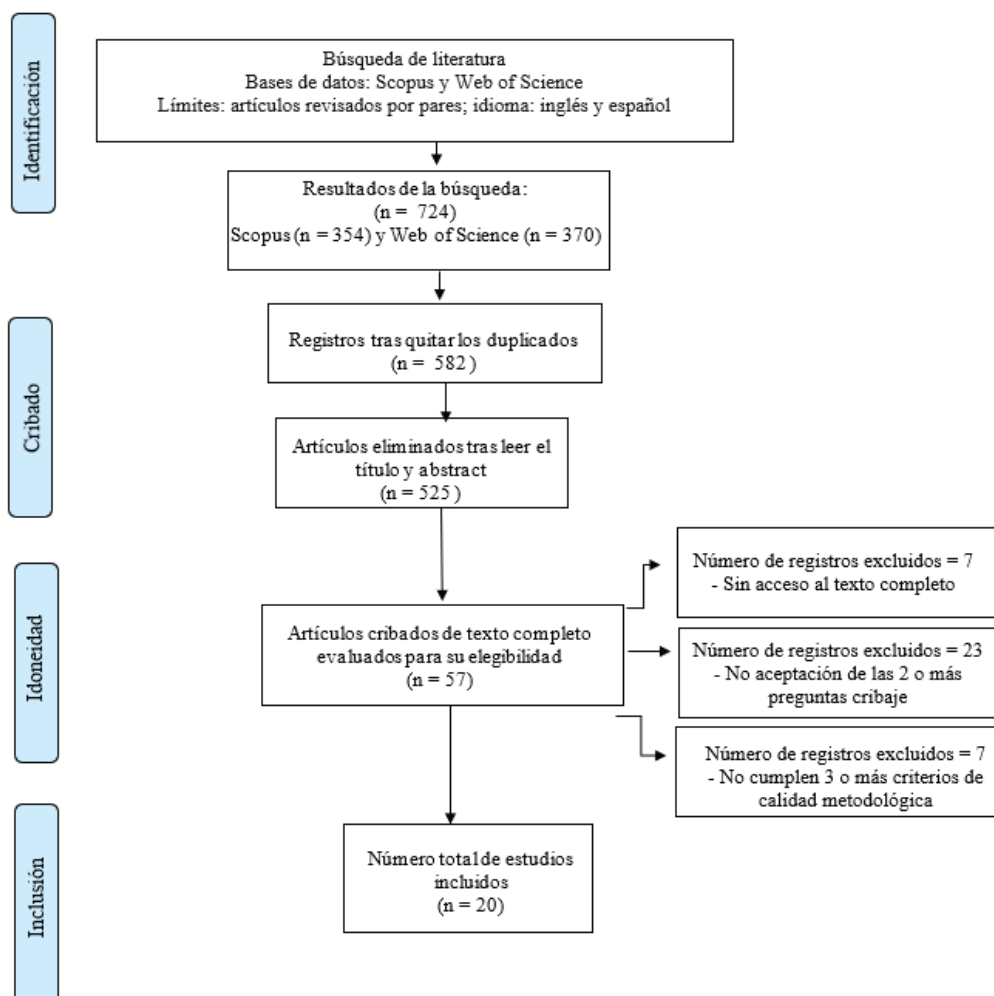 Identificación
Búsqueda de literatura
Bases de datos: Scopus y Web of Science
Límites: artículos revisados por pares; idioma: inglés y español
Resultados de la búsqueda:
(n = 724)
Scopus (n = 354) y Web of Science (n = 370)
Cribado
Registros tras quitar los duplicados
(n = 582)
Artículos eliminados tras leer el
título y abstract
(n = 525)
Idoneidad
Artículos cribados de texto completo
evaluados para su elegibilidad
(n = 57)
Número de registros excluidos = 7
- Sin acceso al texto completo
Número de registros excluidos = 23
- No aceptación de las 2 o más
preguntas cribaje
Número de registros excluidos = 7
- No cumplen 3 o más criterios de
calidad metodológica
Inclusión
Número total de estudios
incluidos
(n = 20)